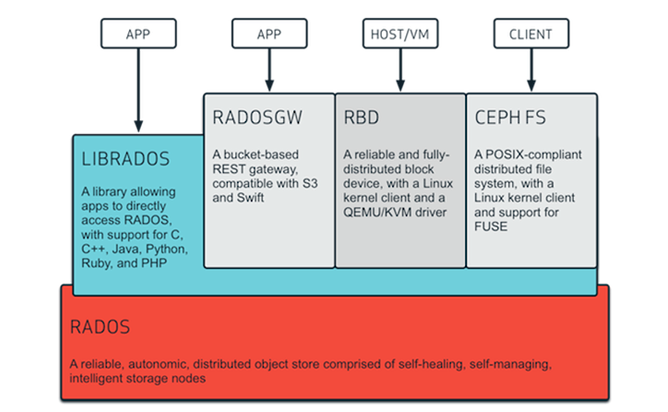 APP
APP
HOST/VM
CLIENT
RADOSGW
A bucket-based
REST gateway,
compatible with S3
and Swift
RBD
A reliable and fully-
distributed block
device, with a Linux
kernel client and a
QEMU/KVM driver
CEPH FS
A POSIX-compliant
distributed file
system, with a
Linux kernel client
and support for
FUSE
LIBRADOS
A library allowing
apps to directly
access RADOS,
with support for C,
C++, Java, Python,
Ruby, and PHP
RADOS
A reliable, autonomic, distributed object store comprised of self-healing, self-managing,
intelligent storage nodes